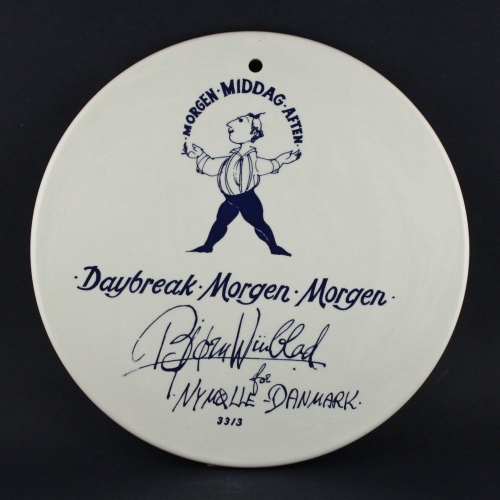 ·MORGEN·MIDDAG·AFTEN·
·Daybreak·Morgen·Morgen·
Bjørn Wiinblad
for
·NYMØLLE-DANMARK·
3313